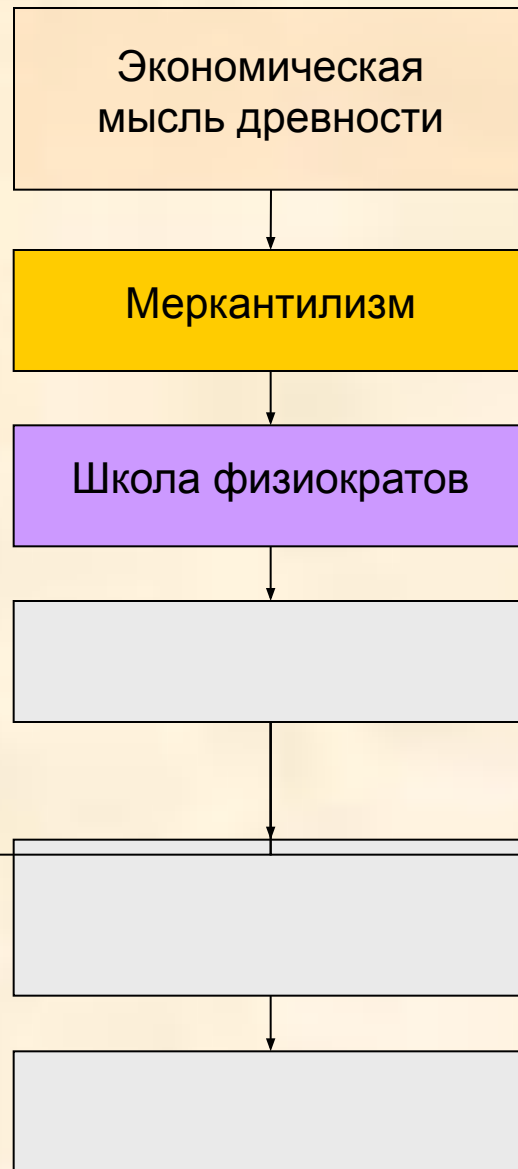 Экономическая
мысль древности
Меркантилизм
Школа физиократов